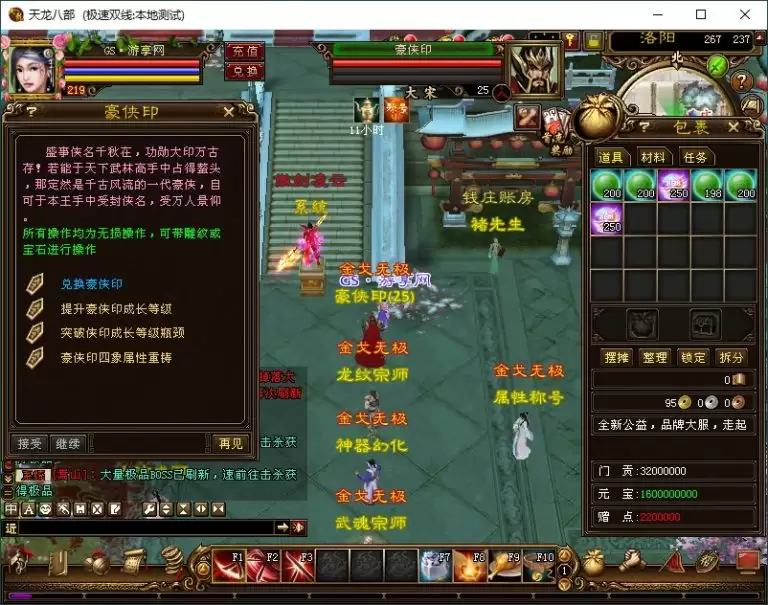 天龙八部 (极速双线:本地测试)
GS·游享网
充值
兑换
219
豪侠印
大宋
25
洛阳
267 237
北
豪侠印
盛事侠名千秋在，功勋大印万古
存！若能于天下武林高手中占得鳌头
，那定然是千古风流的一代豪侠，自
可于本王手中受封侠名，受万人景仰
。
所有操作均为无损操作，可带雕纹或
宝石进行操作
兑换豪侠印
提升豪侠印成长等级
突破侠印成长等级瓶颈
豪侠印四象属性重铸
接受
继续
再见
11小时
系统
钱庄账房
褚先生
金戈无极
GS·游享网
豪侠印(25)
金戈无极
龙纹宗师
金戈无极
神器幻化
金戈无极
武魂宗师
金戈无极
属性称号
包裹
道具
材料
任务
200
200
250
198
200
250
摆摊
整理
锁定
拆分
0
95
0
0
全新公益，品牌大服，走起
门 贡:32000000
元 宝:1600000000
赠 点:2200000
击杀获
[嵩山]:大量极品BOSS已刷新，速前往击杀获
得极品
近
F1
F2
F3
F7
F8
F9
F10
1